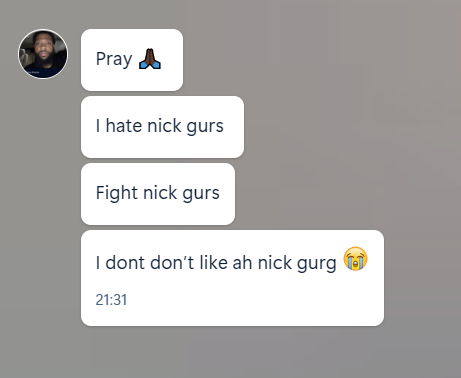 Pray 🙏🏿
I hate nick gurs
Fight nick gurs
I dont don't like ah nick gurg 😭
21:31